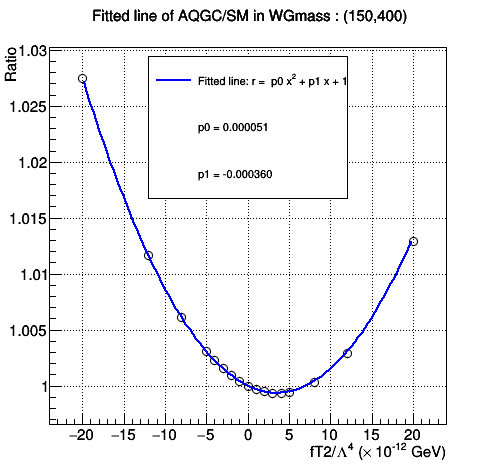 Fitted line of AQGC/SM in WGmass : (150,400)
Ratio
1.03
1.025
1.02
1.015
1.01
1.005
1
Fitted line: r = p0 x² + p1 x + 1
p0 = 0.000051
p1 = -0.000360
−20 −15 −10 −5 0 5 10 15 20
fT2/Λ⁴ (× 10⁻¹² GeV)